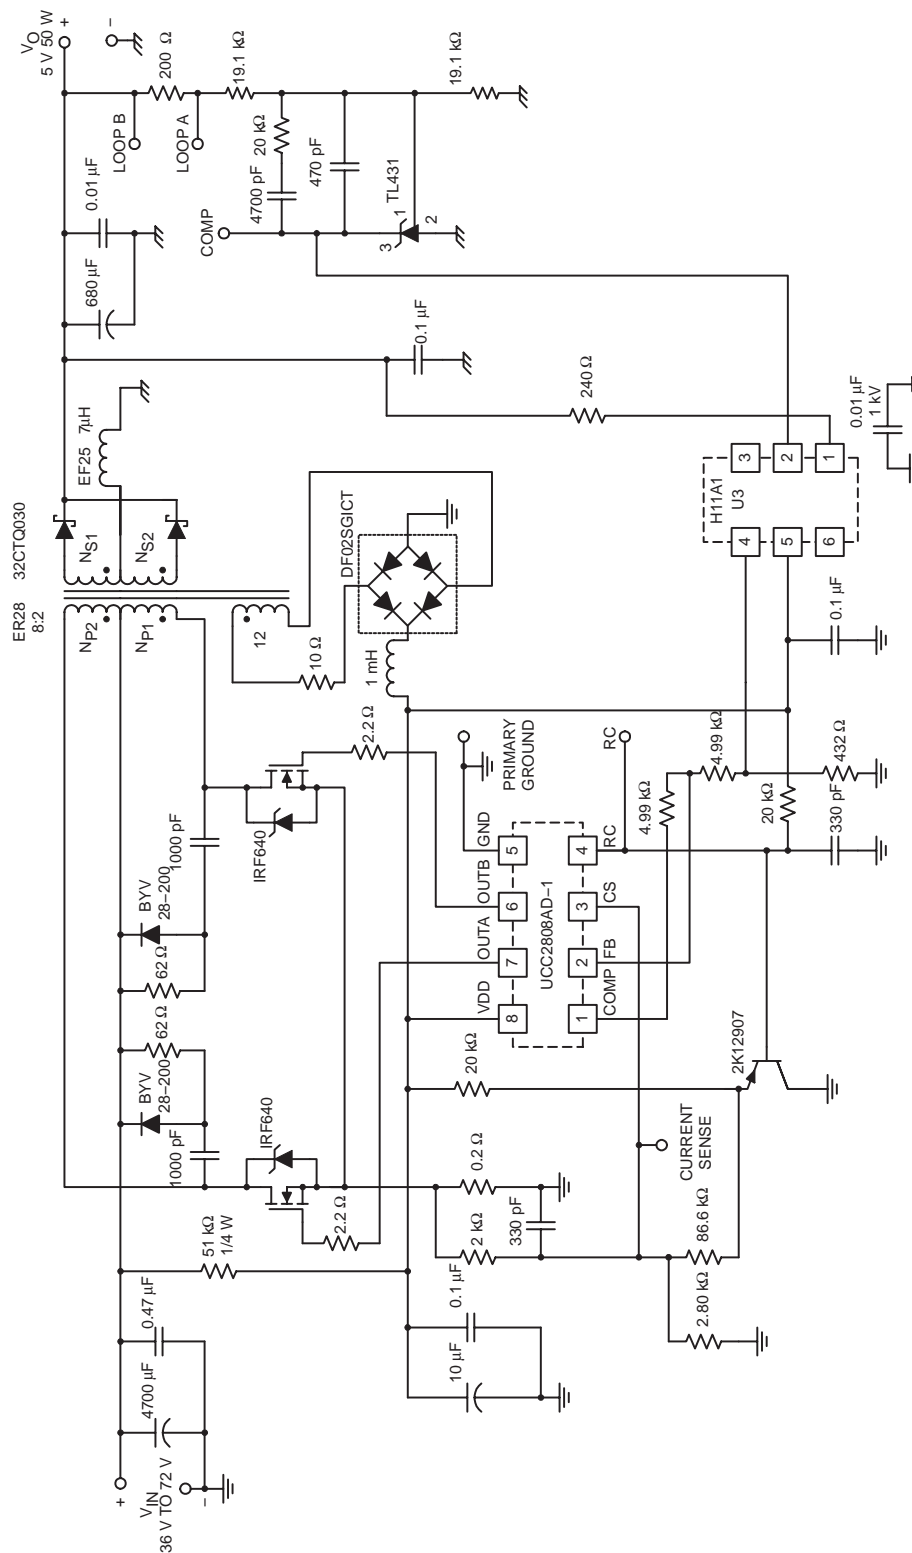 VIN
36 V TO 72 V
+
−
4700 µF
0.47 µF
51 kΩ
1/4 W
10 µF
0.1 µF
1000 pF
BYV
28−200
62 Ω
62 Ω
BYV
28−200
1000 pF
IRF640
2.2 Ω
IRF640
2.2 Ω
2 kΩ
0.2 Ω
330 pF
2.80 kΩ
86.6 kΩ
CURRENT
SENSE
20 kΩ
2K12907
VDD
OUTA
OUTB
GND
8
7
6
5
UCC2808AD−1
1
2
3
4
COMP
FB
CS
RC
PRIMARY
GROUND
RC
4.99 kΩ
4.99 kΩ
20 kΩ
330 pF
432 Ω
0.1 µF
ER28
8:2
NP2
NP1
12
10 Ω
1 mH
DF02SGICT
32CTQ030
NS1
NS2
EF25 7µH
680 µF
0.01 µF
0.1 µF
240 Ω
H11A1
U3
4
5
6
3
2
1
0.01 µF
1 kV
COMP
4700 pF
20 kΩ
470 pF
TL431
3
1
2
LOOP B
LOOP A
200 Ω
19.1 kΩ
19.1 kΩ
VO
5 V 50 W
+
−